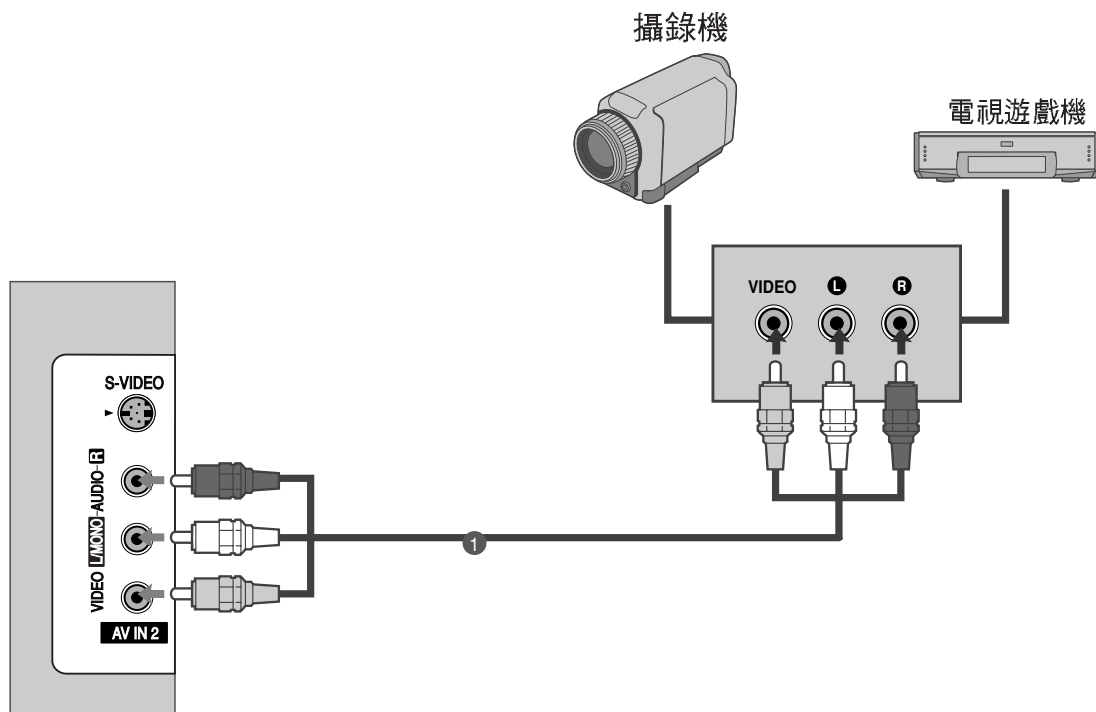 攝錄機
電視遊戲機
VIDEO L R
S-VIDEO
VIDEO L/MONO-AUDIO-R
1
AV IN 2